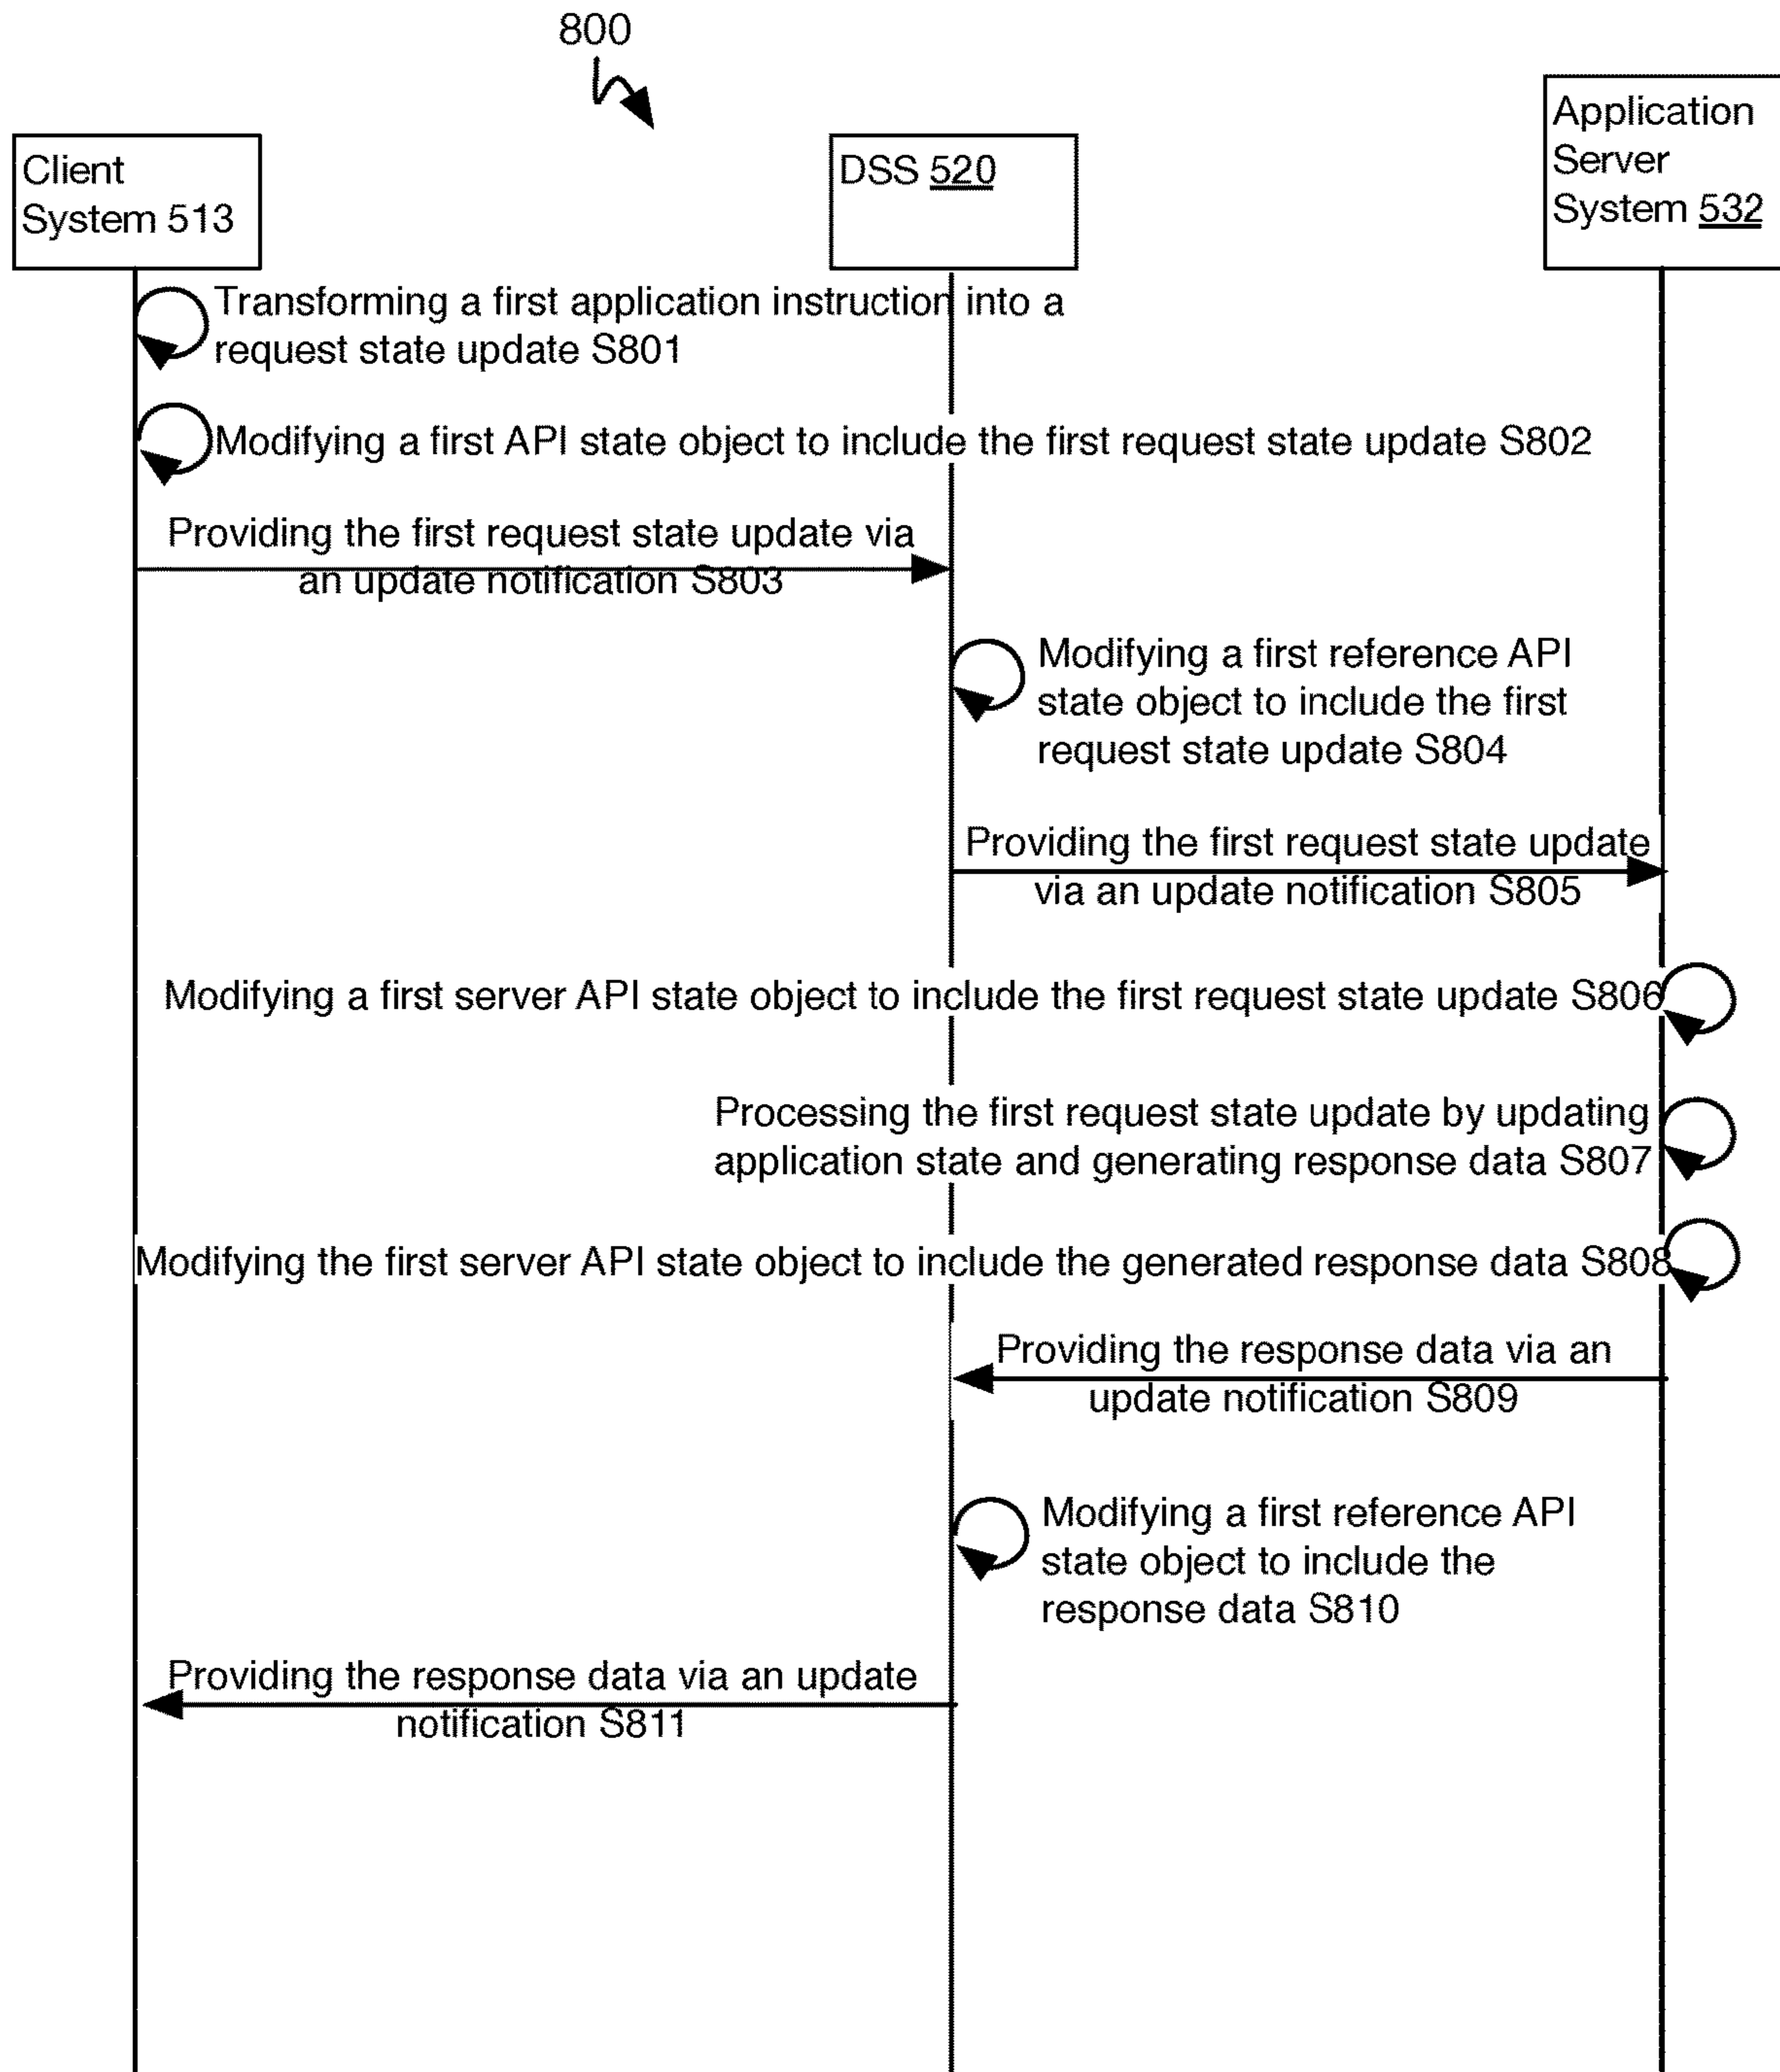 800
Client
System 513
DSS 520
Application
Server
System 532
Transforming a first application instruction into a
request state update S801
Modifying a first API state object to include the first request state update S802
Providing the first request state update via
an update notification S803
Modifying a first reference API
state object to include the first
request state update S804
Providing the first request state update
via an update notification S805
Modifying a first server API state object to include the first request state update S806
Processing the first request state update by updating
application state and generating response data S807
Modifying the first server API state object to include the generated response data S808
Providing the response data via an
update notification S809
Modifying a first reference API
state object to include the
response data S810
Providing the response data via an update
notification S811